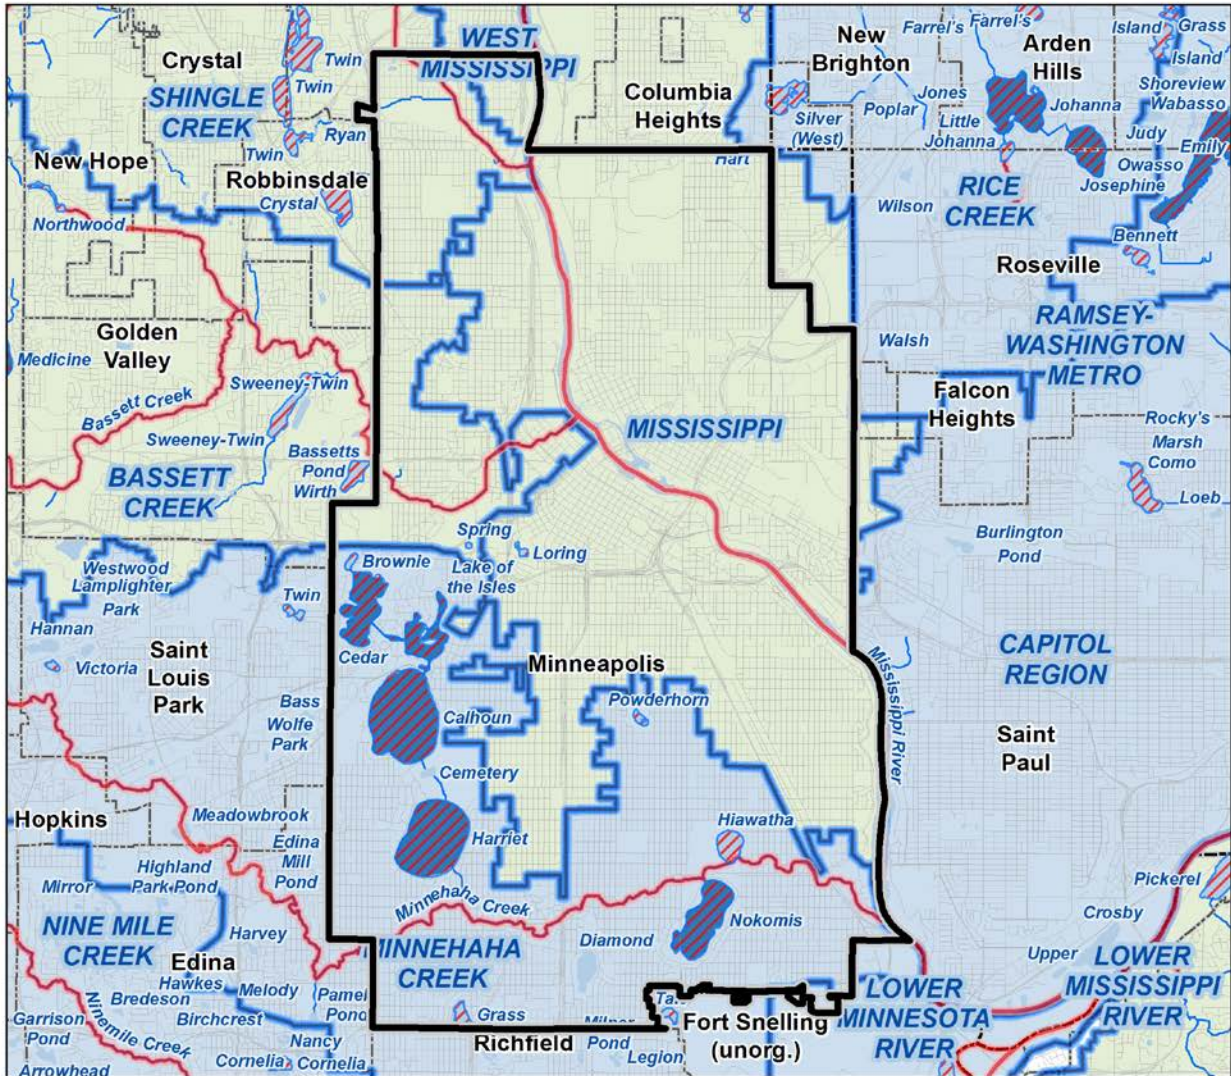 WEST
MISSISSIPPI
Crystal
SHINGLE
CREEK
Twin
Twin
Ryan
Twin
New Hope
Robbinsdale
Crystal
Northwood
Columbia
Heights
New
Brighton
Silver
(West)
Hart
Poplar
Jones
Little
Johanna
Farrel's
Farrel's
Arden
Hills
Johanna
Island
Grass
Island
Shoreview
Wabasso
Judy
Emily
Owasso
Josephine
RICE
CREEK
Wilson
Bennett
Roseville
RAMSEY-
WASHINGTON
METRO
Walsh
Falcon
Heights
Rocky's
Marsh
Como
Loeb
Golden
Valley
Medicine
Sweeney-Twin
Bassett Creek
Sweeney-Twin
BASSETT
CREEK
Bassetts
Pond
Wirth
MISSISSIPPI
Burlington
Pond
Spring
Loring
Brownie
Lake of
the Isles
Westwood
Lamplighter
Park
Twin
Hannan
Victoria
Saint
Louis
Park
Cedar
Minneapolis
Powderhorn
Mississippi River
CAPITOL
REGION
Saint
Paul
Bass
Wolfe
Park
Calhoun
Cemetery
Harriet
Hiawatha
Hopkins
Meadowbrook
Edina
Mill
Pond
Highland
Park Pond
Mirror
Minnehaha Creek
Nokomis
Diamond
NINE MILE
CREEK
Harvey
Edina
Hawkes
Melody
Bredeson
Birchcrest
Pamela
Pond
Garrison
Pond
Ninemile Creek
Nancy
Cornelia
Cornelia
Arrowhead
MINNEHAHA
CREEK
Grass
Richfield
Pond
Legion
Fort Snelling
(unorg.)
LOWER
MINNESOTA
RIVER
Pickerel
Crosby
Upper
LOWER
MISSISSIPPI
RIVER